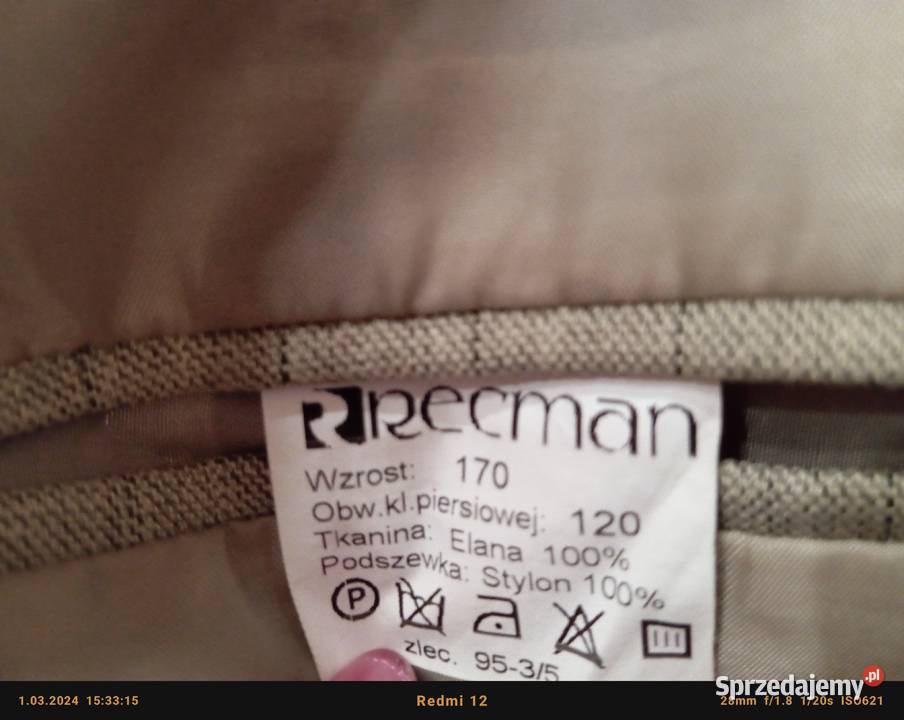 Recman
Wzrost: 170
Obw.kl.piersiowej: 120
Tkanina: Elana 100%
Podszewka: Stylon 100%
P
zlec. 95-3/5
Sprzedajemy.pl
1.03.2024 15:33:15 Redmi 12 26mm f/1.8 1/20s ISO621